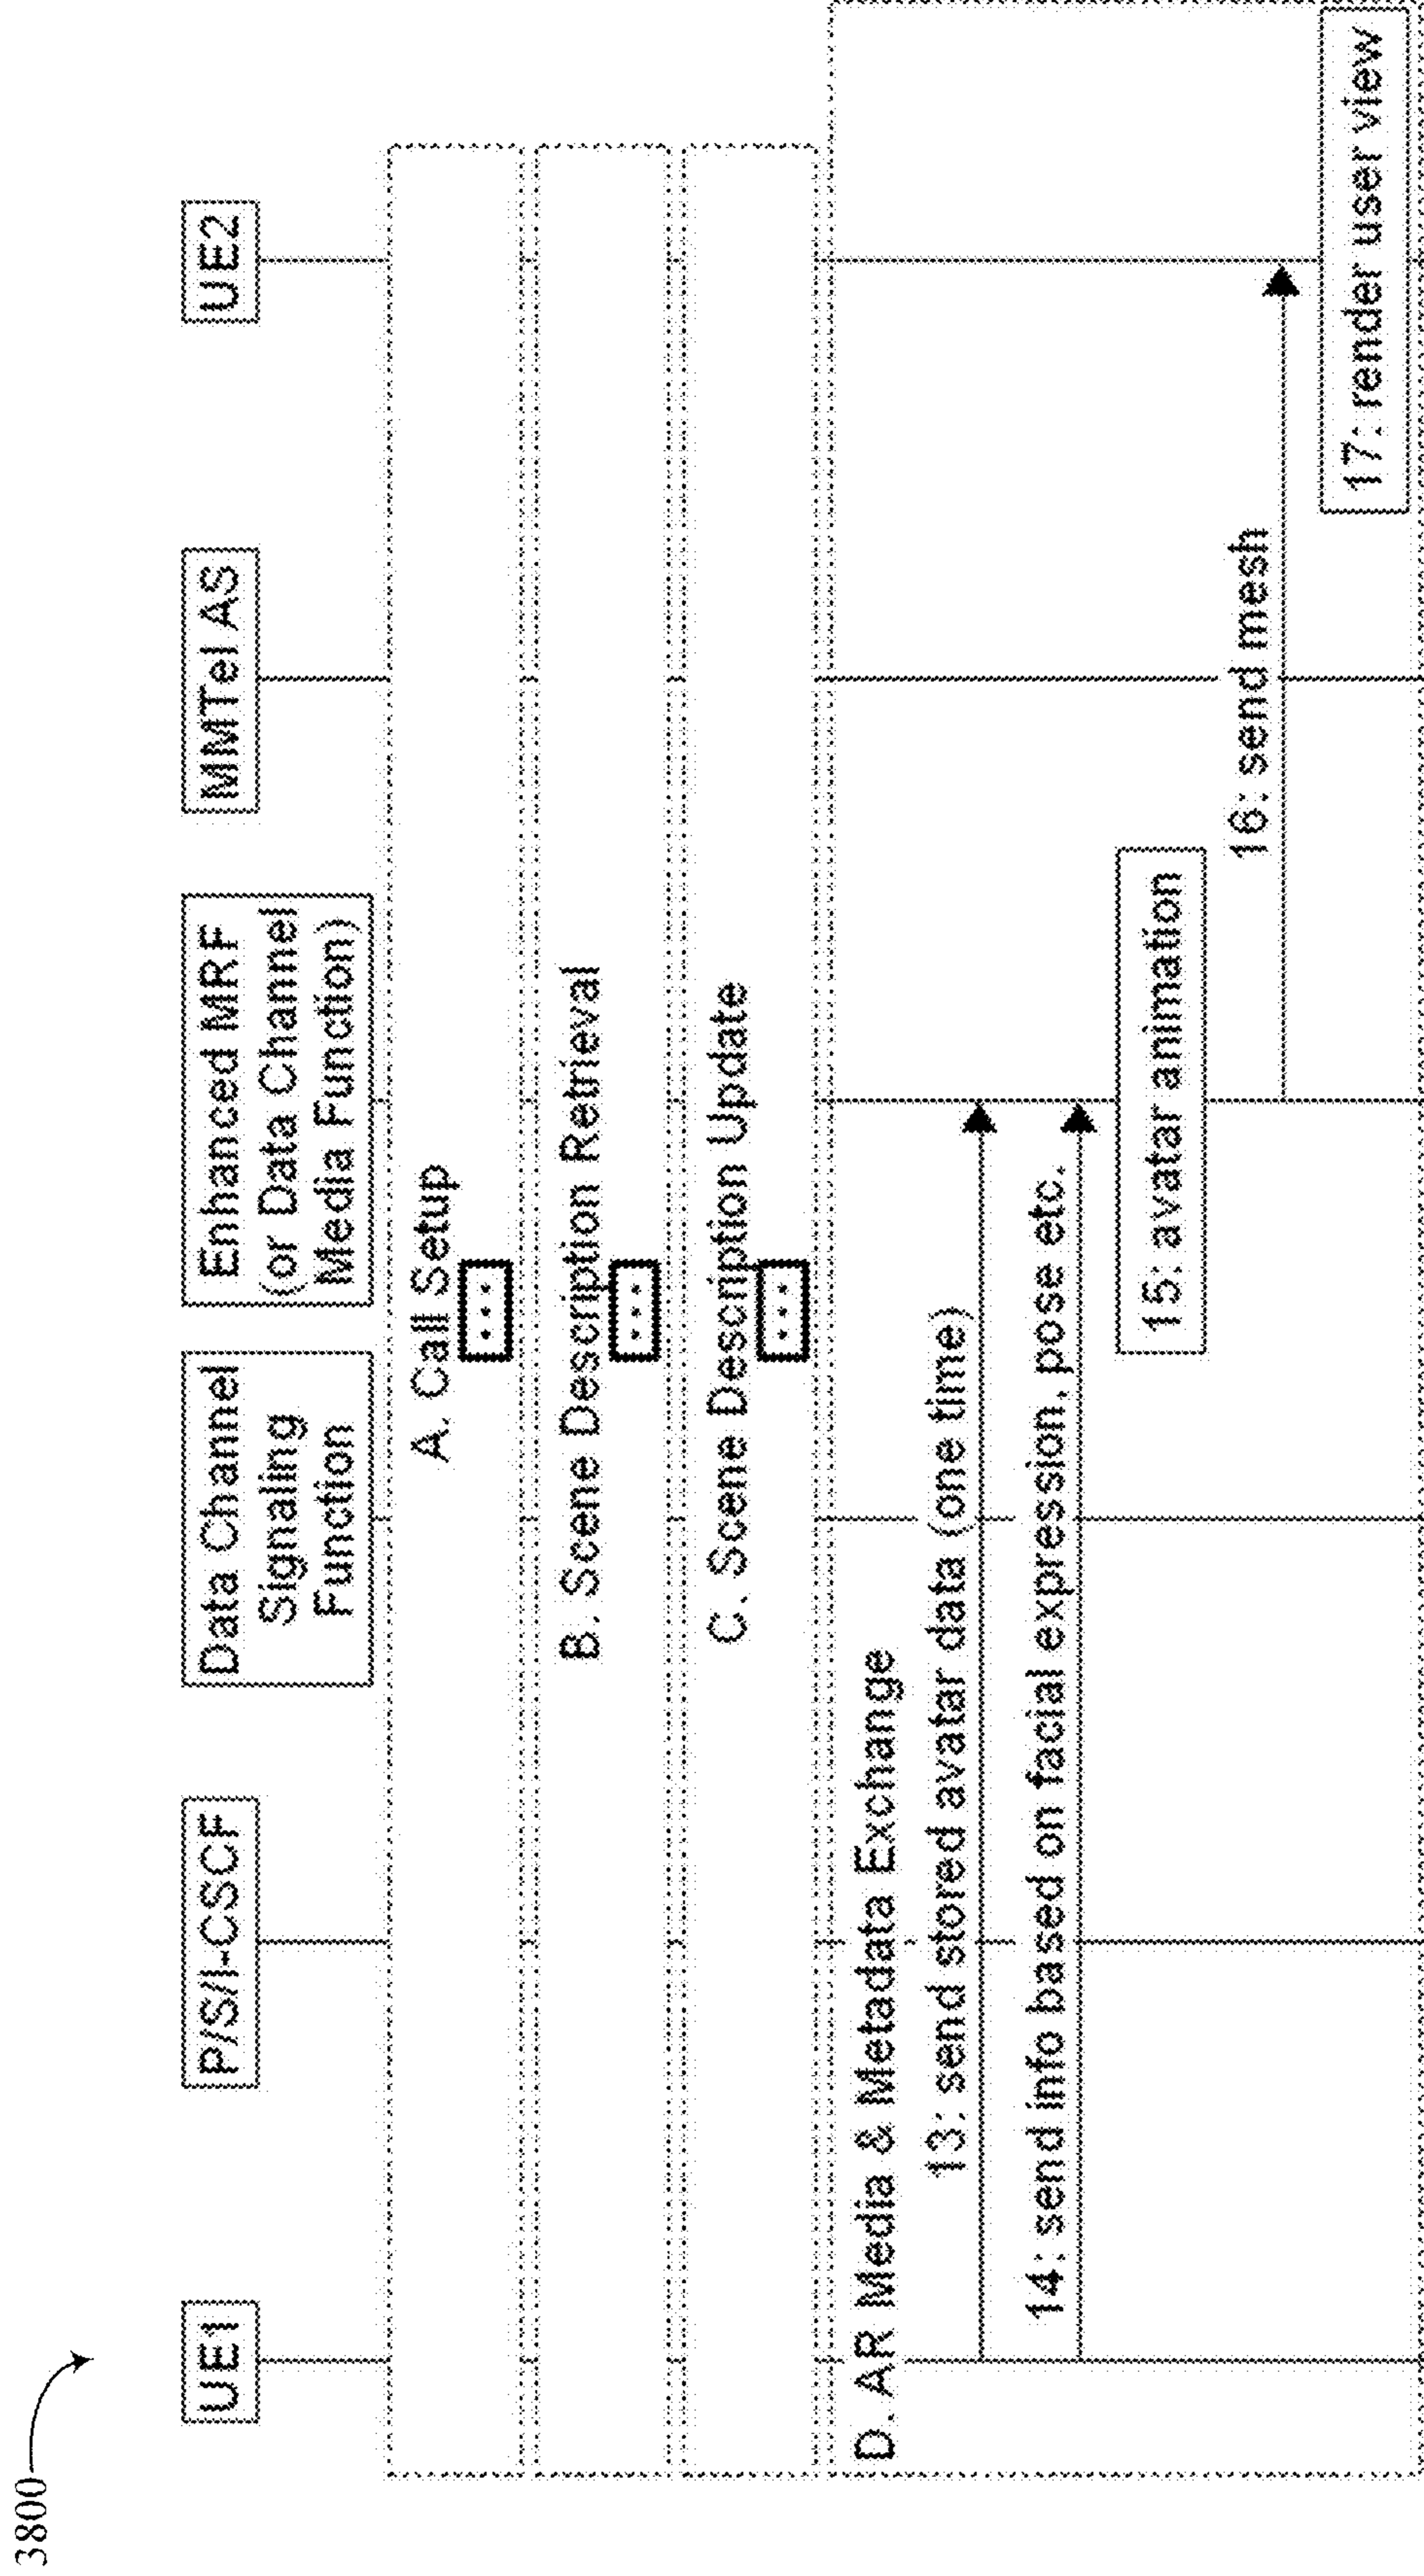 3800
UE1
P/S/I-CSCF
Data Channel
Signaling
Function
Enhanced MRF
(or Data Channel
Media Function)
MMTel AS
UE2
A. Call Setup
...
B. Scene Description Retrieval
...
C. Scene Description Update
...
D. AR Media & Metadata Exchange
13: send stored avatar data (one time)
14: send info based on facial expression, pose etc.
15: avatar animation
16: send mesh
17: render user view